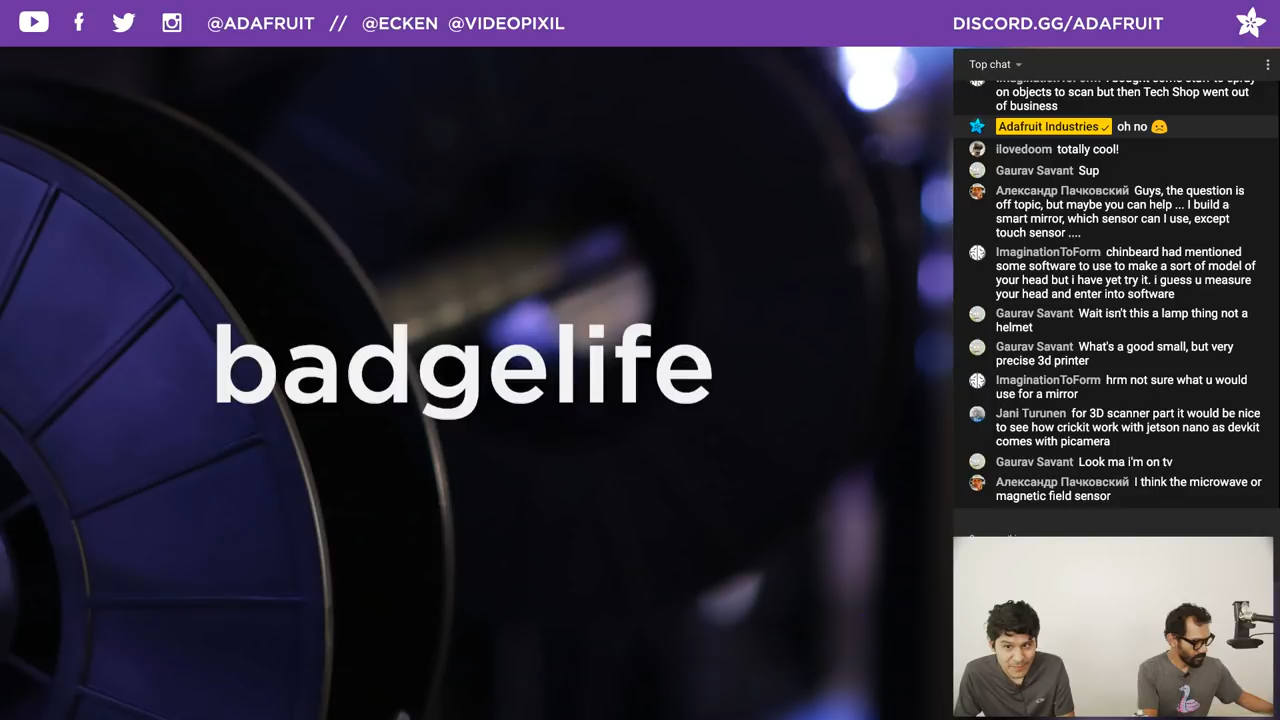 @ADAFRUIT // @ECKEN @VIDEOPIXIL
DISCORD.GG/ADAFRUIT
badgelife
Top chat
on objects to scan but then Tech Shop went out
of business
Adafruit Industries oh no
ilovedoom totally cool!
Gaurav Savant Sup
Александр Пачковский Guys, the question is
off topic, but maybe you can help ... I build a
smart mirror, which sensor can I use, except
touch sensor ....
ImaginationToForm chinbeard had mentioned
some software to use to make a sort of model of
your head but i have yet try it. i guess u measure
your head and enter into software
Gaurav Savant Wait isn't this a lamp thing not a
helmet
Gaurav Savant What's a good small, but very
precise 3d printer
ImaginationToForm hrm not sure what u would
use for a mirror
Jani Turunen for 3D scanner part it would be nice
to see how crickit work with jetson nano as devkit
comes with picamera
Gaurav Savant Look ma i'm on tv
Александр Пачковский I think the microwave or
magnetic field sensor